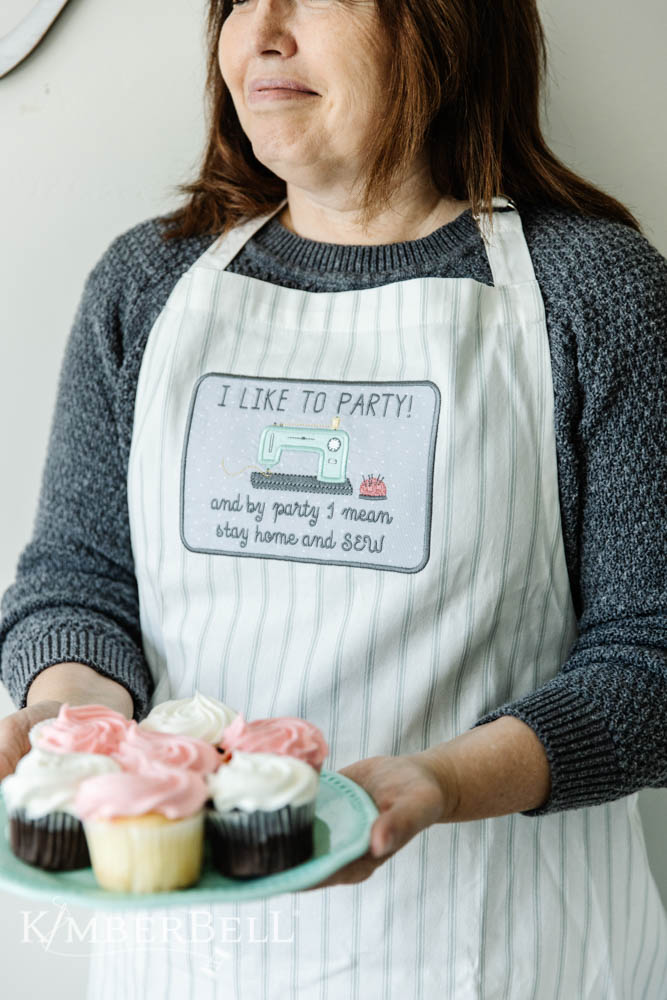 I LIKE TO PARTY!
and by party I mean
stay home and SEW
KIMBERBELL